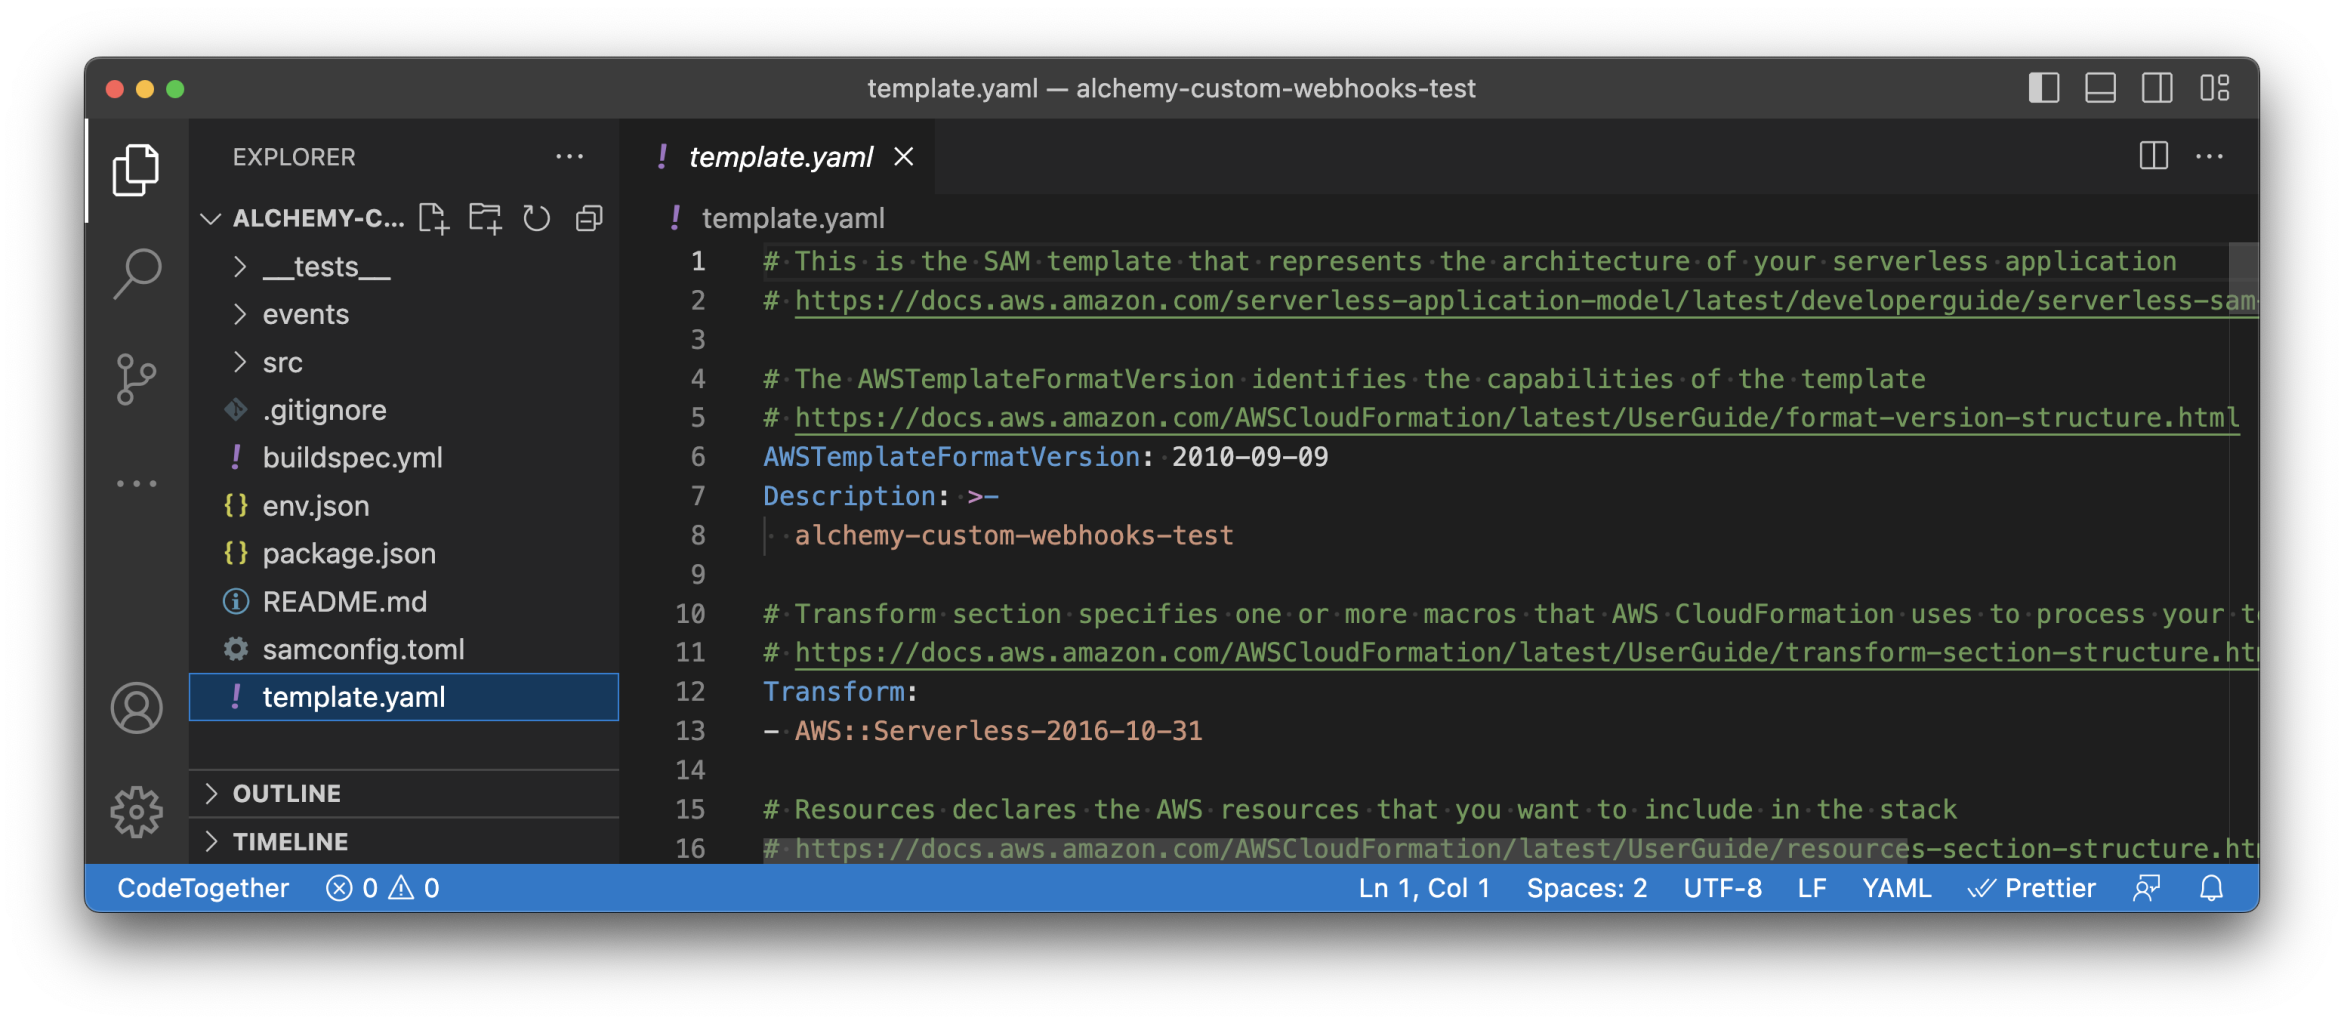 template.yaml — alchemy-custom-webhooks-test
EXPLORER
ALCHEMY-C...
__tests__
events
src
.gitignore
buildspec.yml
env.json
package.json
README.md
samconfig.toml
template.yaml
OUTLINE
TIMELINE
template.yaml
template.yaml
1 # This is the SAM template that represents the architecture of your serverless application
2 # https://docs.aws.amazon.com/serverless-application-model/latest/developerguide/serverless-sam-
3
4 # The AWSTemplateFormatVersion identifies the capabilities of the template
5 # https://docs.aws.amazon.com/AWSCloudFormation/latest/UserGuide/format-version-structure.html
6 AWSTemplateFormatVersion: 2010-09-09
7 Description: >-
8 alchemy-custom-webhooks-test
9
10 # Transform section specifies one or more macros that AWS CloudFormation uses to process your
11 # https://docs.aws.amazon.com/AWSCloudFormation/latest/UserGuide/transform-section-structure.ht
12 Transform:
13 - AWS::Serverless-2016-10-31
14
15 # Resources declares the AWS resources that you want to include in the stack
16 # https://docs.aws.amazon.com/AWSCloudFormation/latest/UserGuide/resources-section-structure.ht
CodeTogether 0 0 Ln 1, Col 1 Spaces: 2 UTF-8 LF YAML Prettier